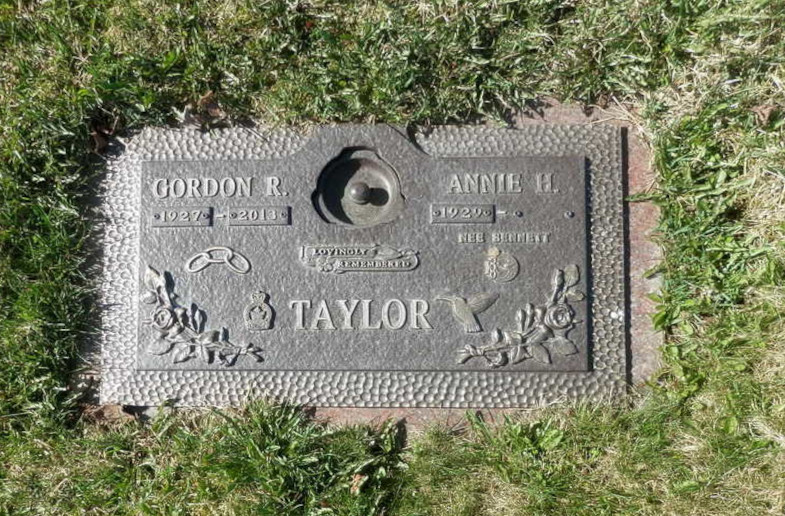 GORDON R.
1927 - 2013
ANNIE H.
1929 -
NEE BENNETT
LOVINGLY
REMEMBERED
TAYLOR